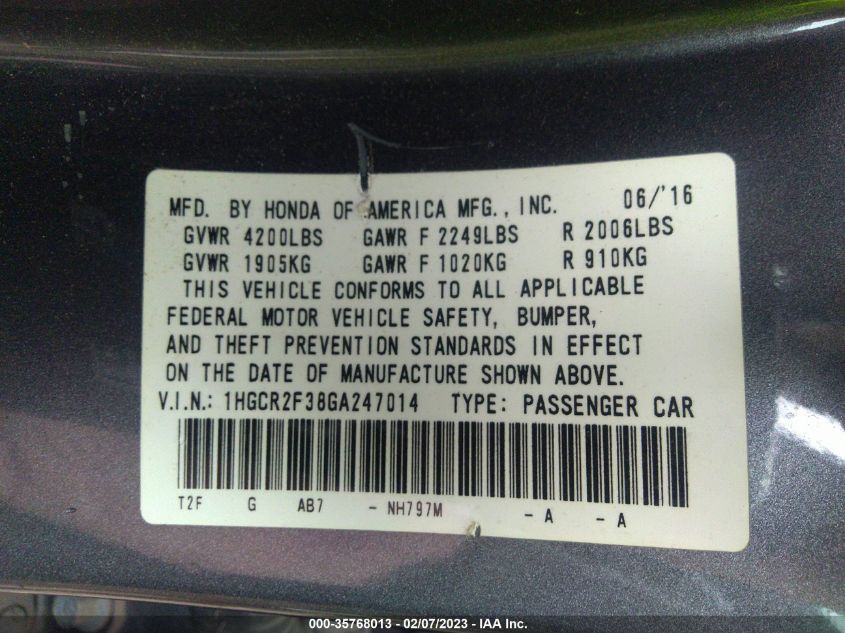 MFD. BY HONDA OF AMERICA MFG., INC. 06/'16
GVWR 4200LBS GAWR F 2249LBS R 2006LBS
GVWR 1905KG GAWR F 1020KG R 910KG
THIS VEHICLE CONFORMS TO ALL APPLICABLE
FEDERAL MOTOR VEHICLE SAFETY, BUMPER,
AND THEFT PREVENTION STANDARDS IN EFFECT
ON THE DATE OF MANUFACTURE SHOWN ABOVE.
V.I.N.: 1HGCR2F38GA247014 TYPE: PASSENGER CAR
T2F G AB7 - NH797M - A - A
000-35768013 - 02/07/2023 - IAA Inc.